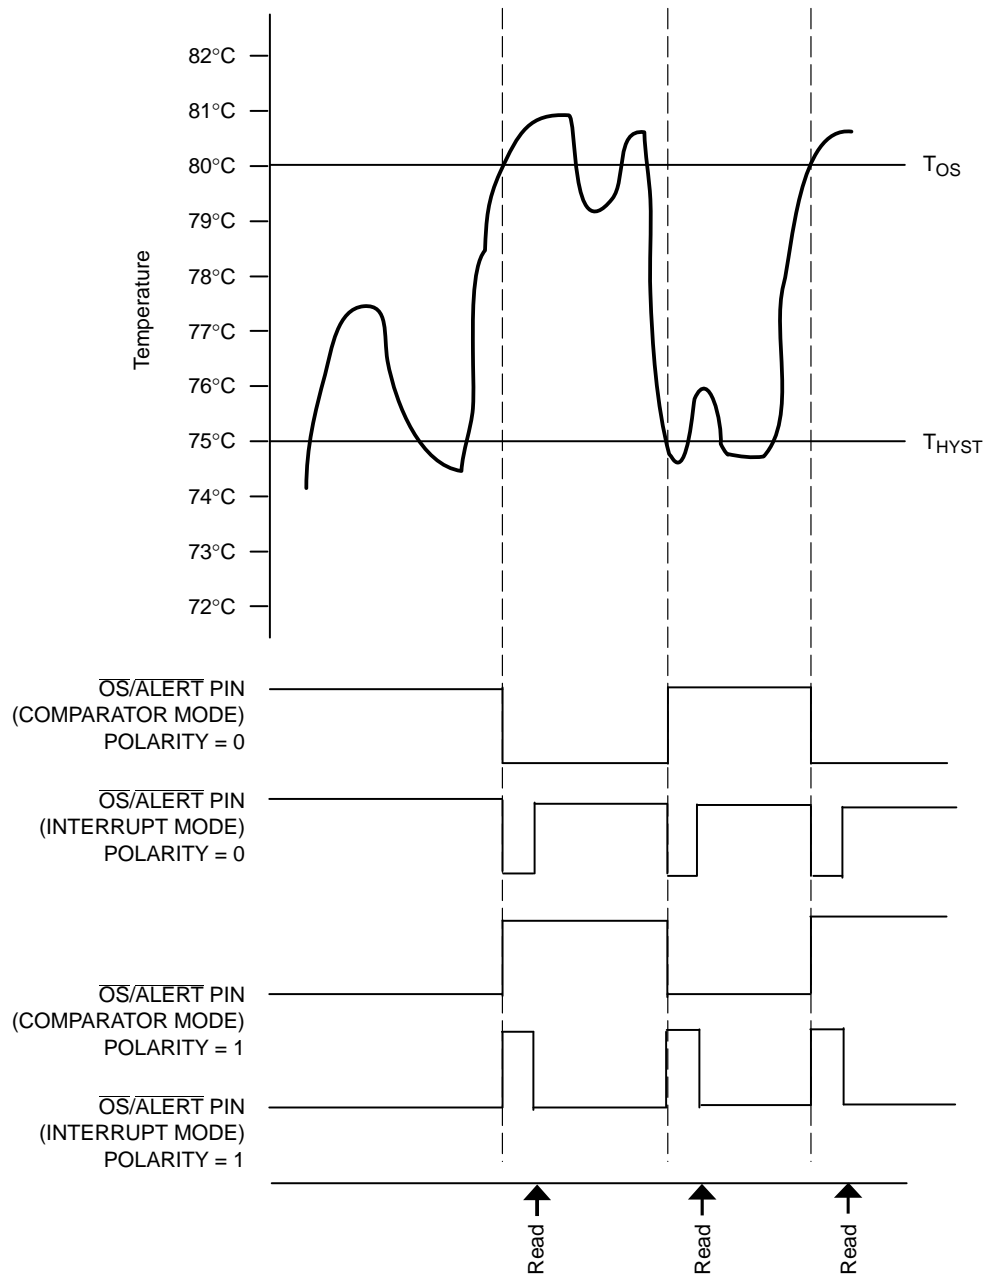 82°C
81°C
80°C
79°C
78°C
77°C
76°C
75°C
74°C
73°C
72°C
Temperature
TOS
THYST
OS/ALERT PIN
(COMPARATOR MODE)
POLARITY = 0
OS/ALERT PIN
(INTERRUPT MODE)
POLARITY = 0
OS/ALERT PIN
(COMPARATOR MODE)
POLARITY = 1
OS/ALERT PIN
(INTERRUPT MODE)
POLARITY = 1
Read
Read
Read